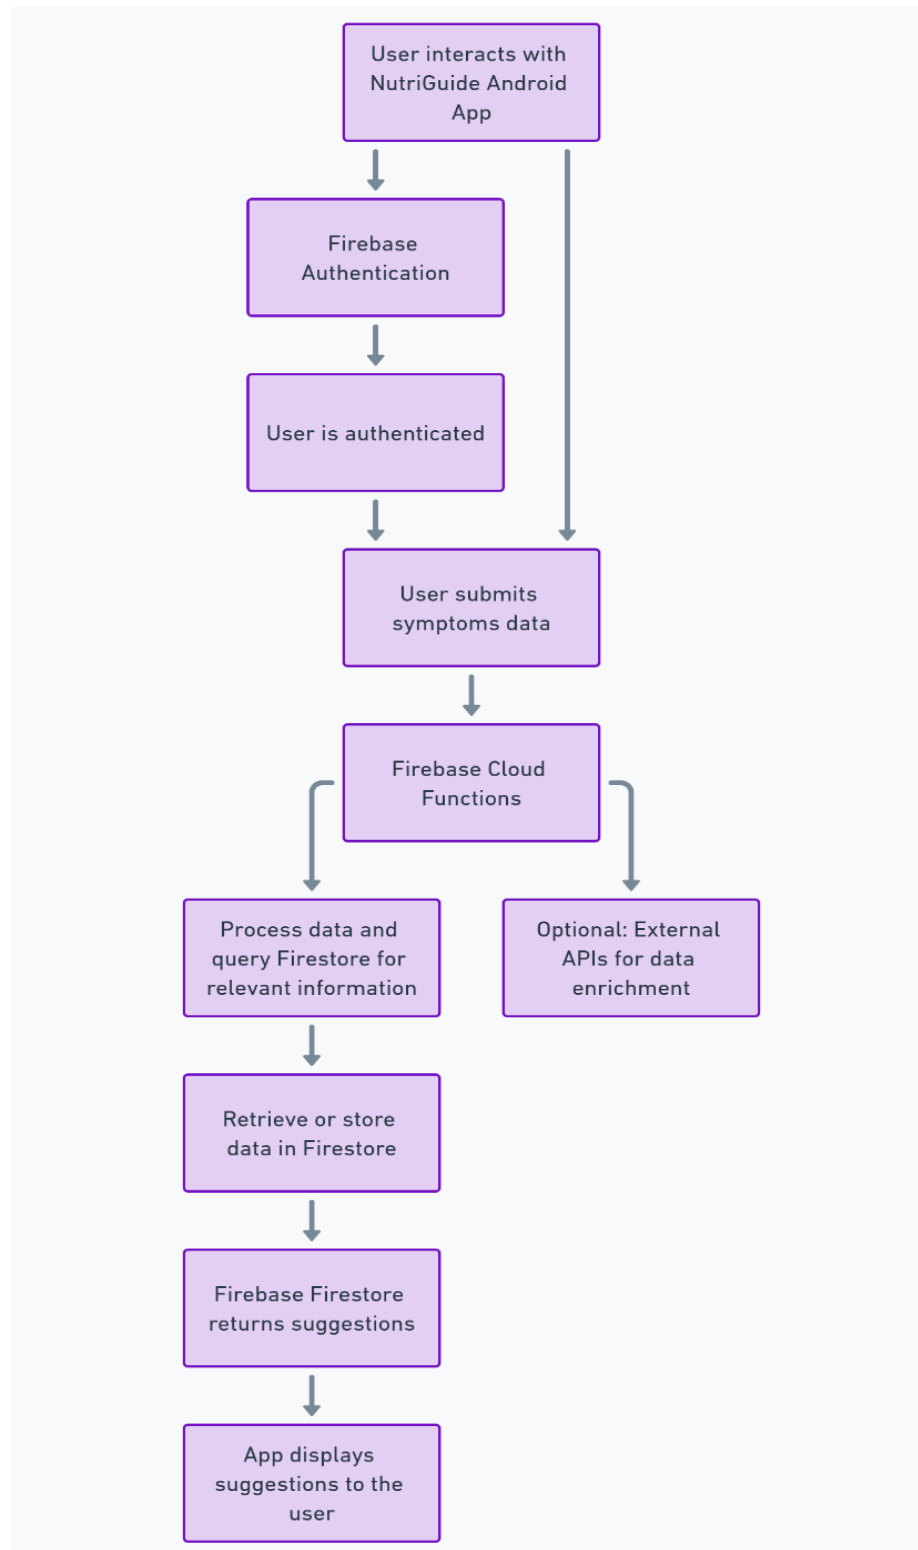 User interacts with
NutriGuide Android
App
Firebase
Authentication
User is authenticated
User submits
symptoms data
Firebase Cloud
Functions
Process data and
query Firestore for
relevant information
Optional: External
APIs for data
enrichment
Retrieve or store
data in Firestore
Firebase Firestore
returns suggestions
App displays
suggestions to the
user